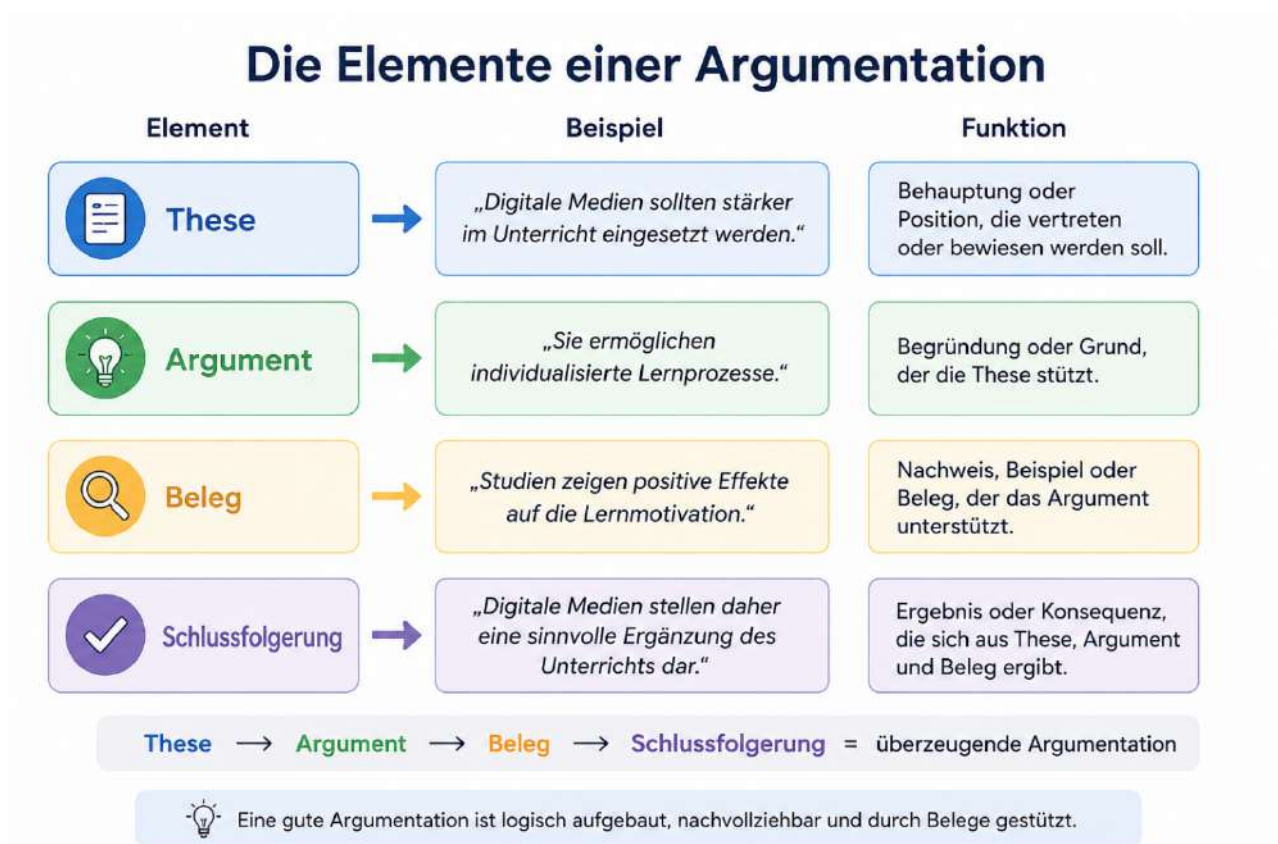 Die Elemente einer Argumentation
Element
Beispiel
Funktion
These
„Digitale Medien sollten stärker
im Unterricht eingesetzt werden.“
Behauptung oder
Position, die vertreten
oder bewiesen werden soll.
Argument
„Sie ermöglichen
individualisierte Lernprozesse.“
Begründung oder Grund,
der die These stützt.
Beleg
„Studien zeigen positive Effekte
auf die Lernmotivation.“
Nachweis, Beispiel oder
Beleg, der das Argument
unterstützt.
Schlussfolgerung
„Digitale Medien stellen daher
eine sinnvolle Ergänzung des
Unterrichts dar.“
Ergebnis oder Konsequenz,
die sich aus These, Argument
und Beleg ergibt.
These → Argument → Beleg → Schlussfolgerung = überzeugende Argumentation
Eine gute Argumentation ist logisch aufgebaut, nachvollziehbar und durch Belege gestützt.